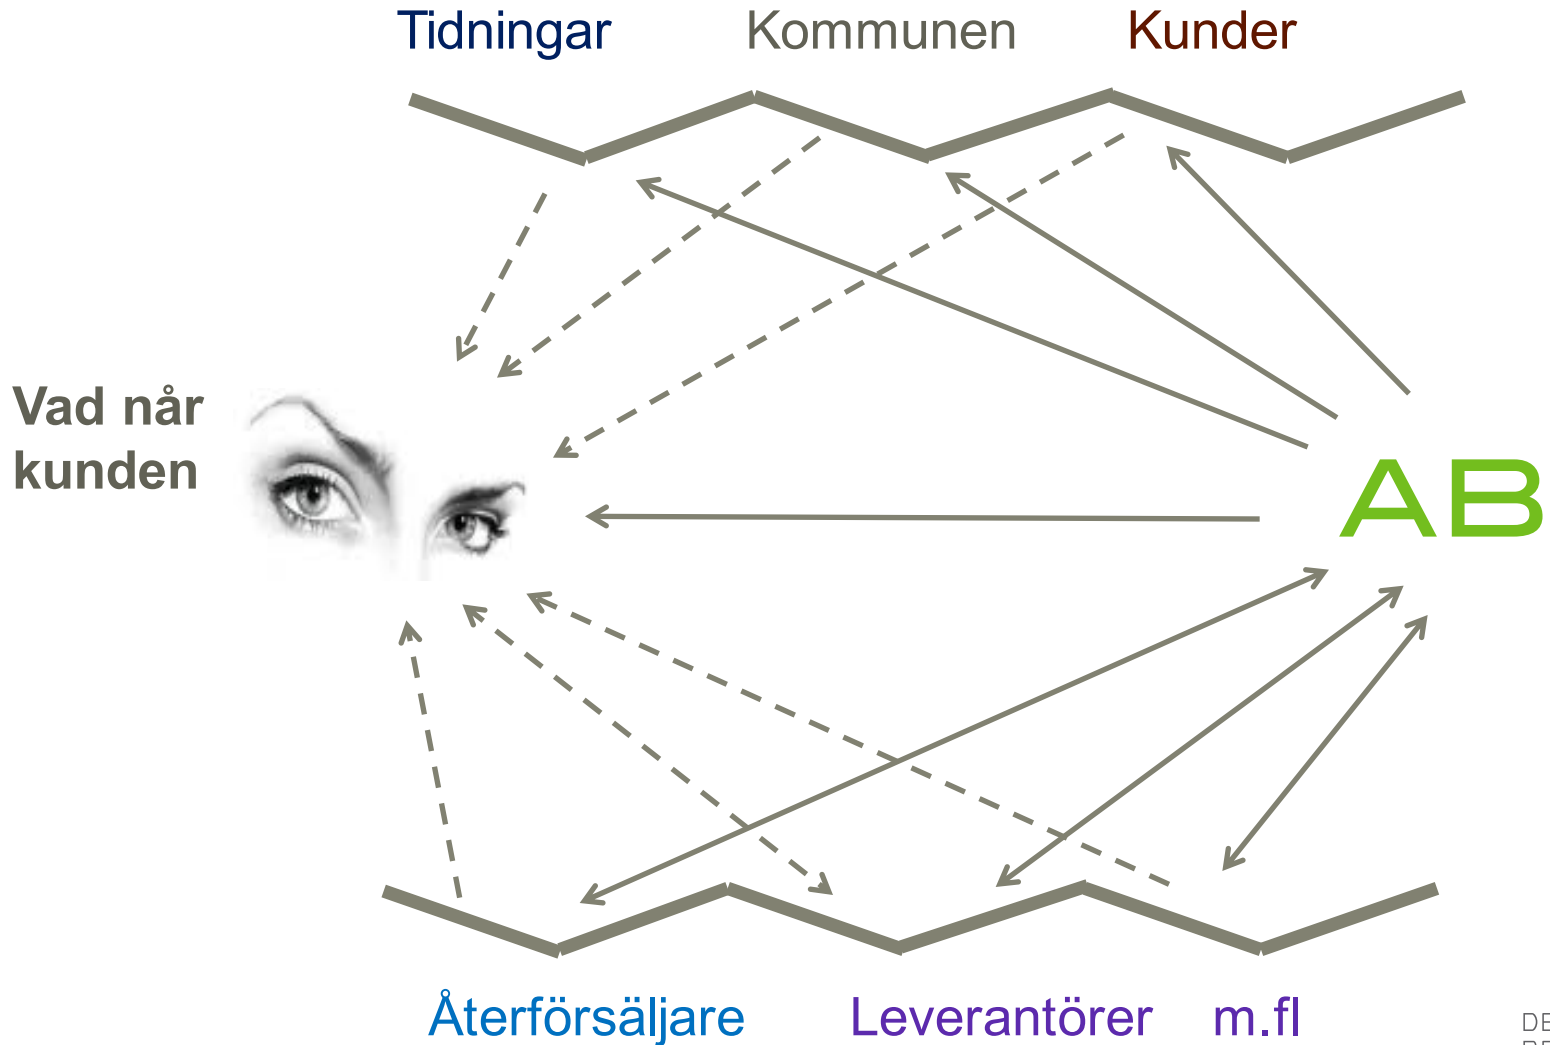 Tidningar Kommunen Kunder
Vad når
kunden
AB
Återförsäljare Leverantörer m.fl